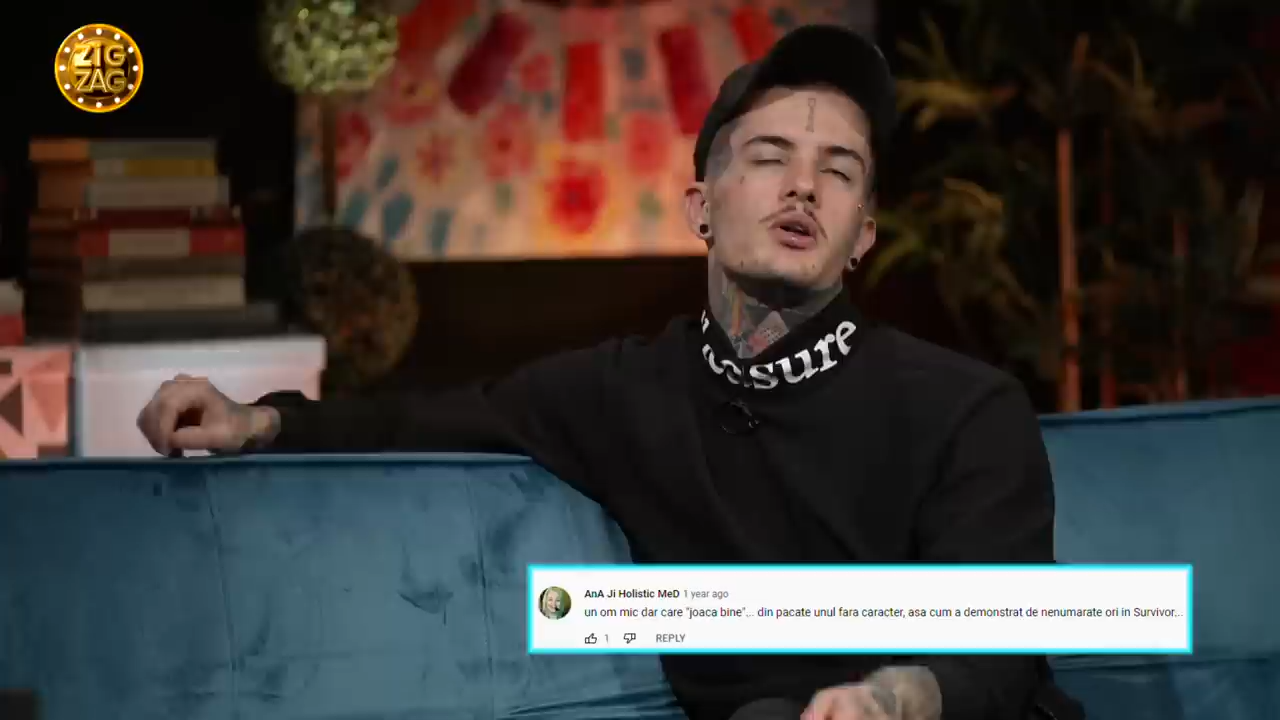 ZIG
ZAG
asure
AnA Ji Holistic MeD 1 year ago
un om mic dar care "joaca bine"... din pacate unul fara caracter, asa cum a demonstrat de nenumarate ori in Survivor...
1
REPLY